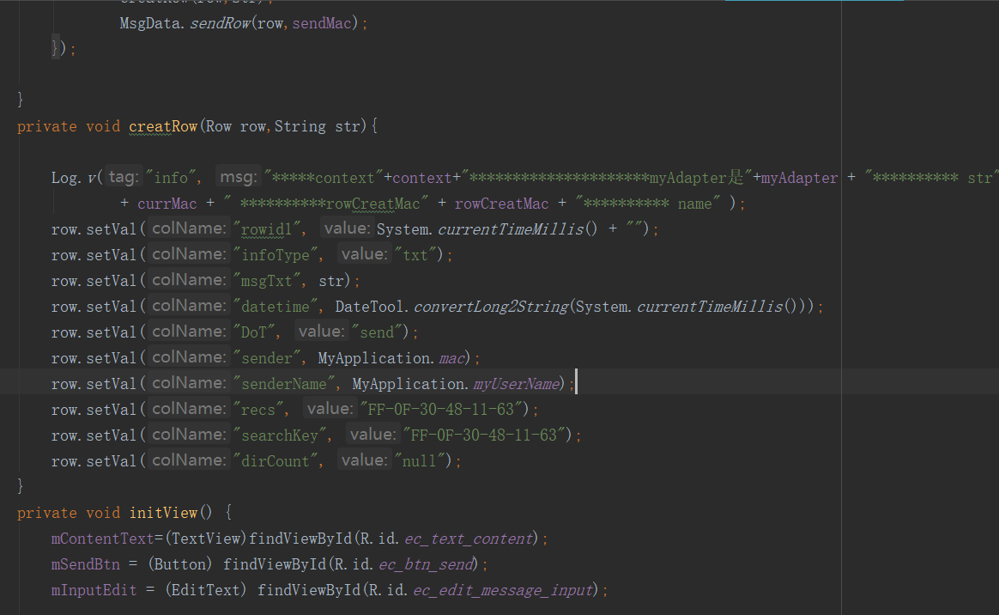 MsgData.sendRow(row,sendMac);
});
}
private void creatRow(Row row,String str){
Log.v( tag: "info", msg: "*****context"+context+"*********************myAdapter是"+myAdapter + "********** str"
+ currMac + " **********rowCreatMac" + rowCreatMac + "********** name" );
row.setVal( colName: "rowidl", value: System.currentTimeMillis() + "");
row.setVal( colName: "infoType", value: "txt");
row.setVal( colName: "msgTxt", str);
row.setVal( colName: "datetime", DateTool.convertLong2String(System.currentTimeMillis()));
row.setVal( colName: "DoT", value: "send");
row.setVal( colName: "sender", MyApplication.mac);
row.setVal( colName: "senderName", MyApplication.myUserName);
row.setVal( colName: "recs", value: "FF-0F-30-48-11-63");
row.setVal( colName: "searchKey", value: "FF-0F-30-48-11-63");
row.setVal( colName: "dirCount", value: "null");
}
private void initView() {
mContentText=(TextView)findViewById(R.id.ec_text_content);
mSendBtn = (Button) findViewById(R.id.ec_btn_send);
mInputEdit = (EditText) findViewById(R.id.ec_edit_message_input);